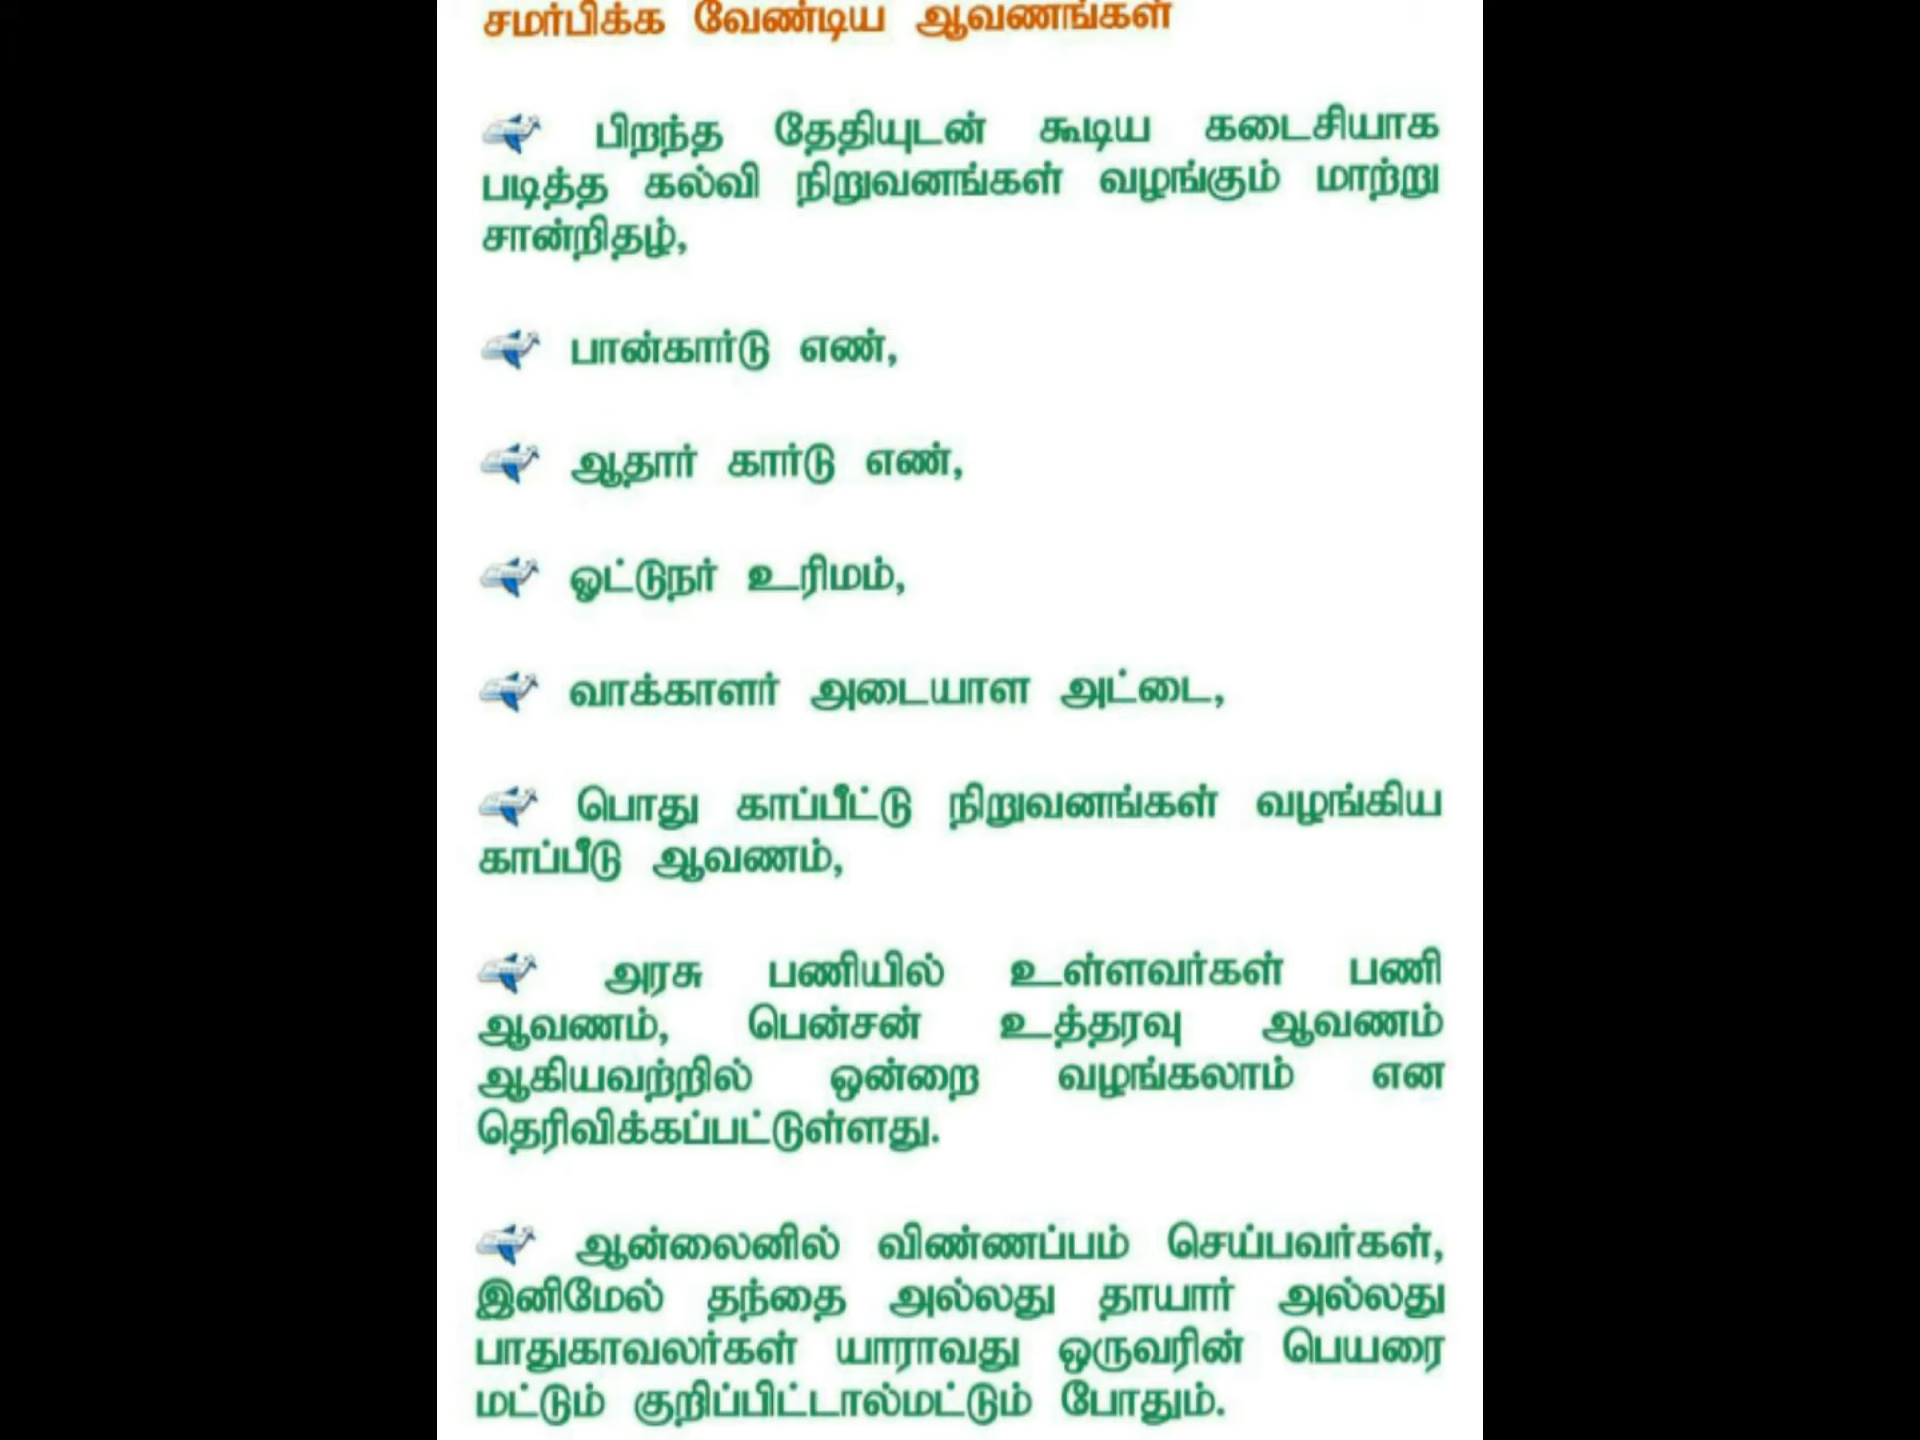 சமர்பிக்க வேண்டிய ஆவணங்கள்
பிறந்த தேதியுடன் கூடிய கடைசியாக
படித்த கல்வி நிறுவனங்கள் வழங்கும் மாற்று
சான்றிதழ்,
பான்கார்டு எண்,
ஆதார் கார்டு எண்,
ஓட்டுநர் உரிமம்,
வாக்காளர் அடையாள அட்டை,
பொது காப்பீட்டு நிறுவனங்கள் வழங்கிய
காப்பீடு ஆவணம்,
அரசு பணியில் உள்ளவர்கள் பணி
ஆவணம், பென்சன் உத்தரவு ஆவணம்
ஆகியவற்றில் ஒன்றை வழங்கலாம் என
தெரிவிக்கப்பட்டுள்ளது.
ஆன்லைனில் விண்ணப்பம் செய்பவர்கள்,
இனிமேல் தந்தை அல்லது தாயார் அல்லது
பாதுகாவலர்கள் யாராவது ஒருவரின் பெயரை
மட்டும் குறிப்பிட்டால்மட்டும் போதும்.